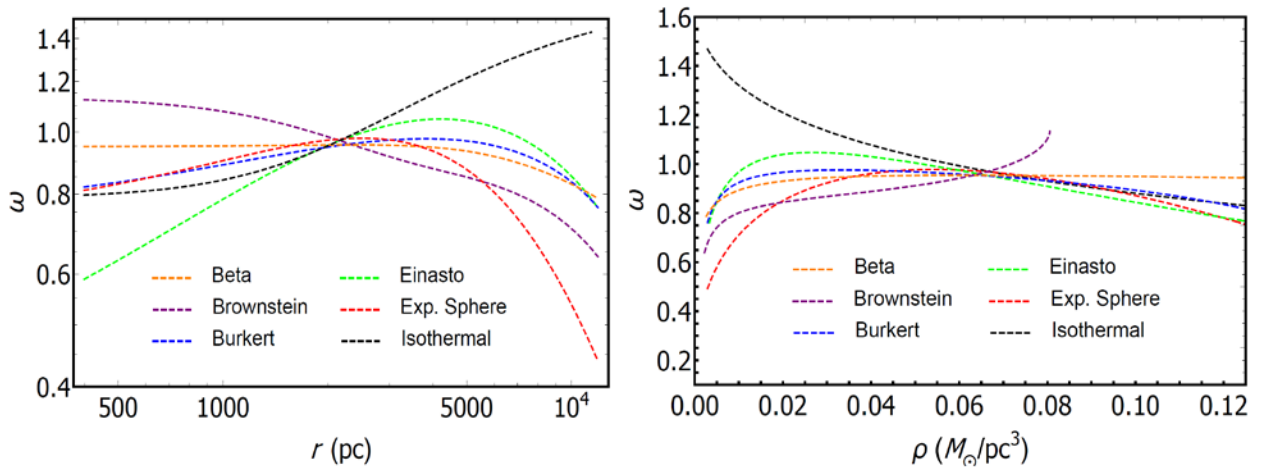 1.4
1.2
1.0
0.8
0.6
0.4
ω
Beta
Einasto
Brownstein
Exp. Sphere
Burkert
Isothermal
500
1000
5000
10⁴
r (pc)
1.6
1.4
1.2
1.0
0.8
0.6
0.4
0.2
ω
Beta
Einasto
Brownstein
Exp. Sphere
Burkert
Isothermal
0.00
0.02
0.04
0.06
0.08
0.10
0.12
ρ (M☉/pc³)